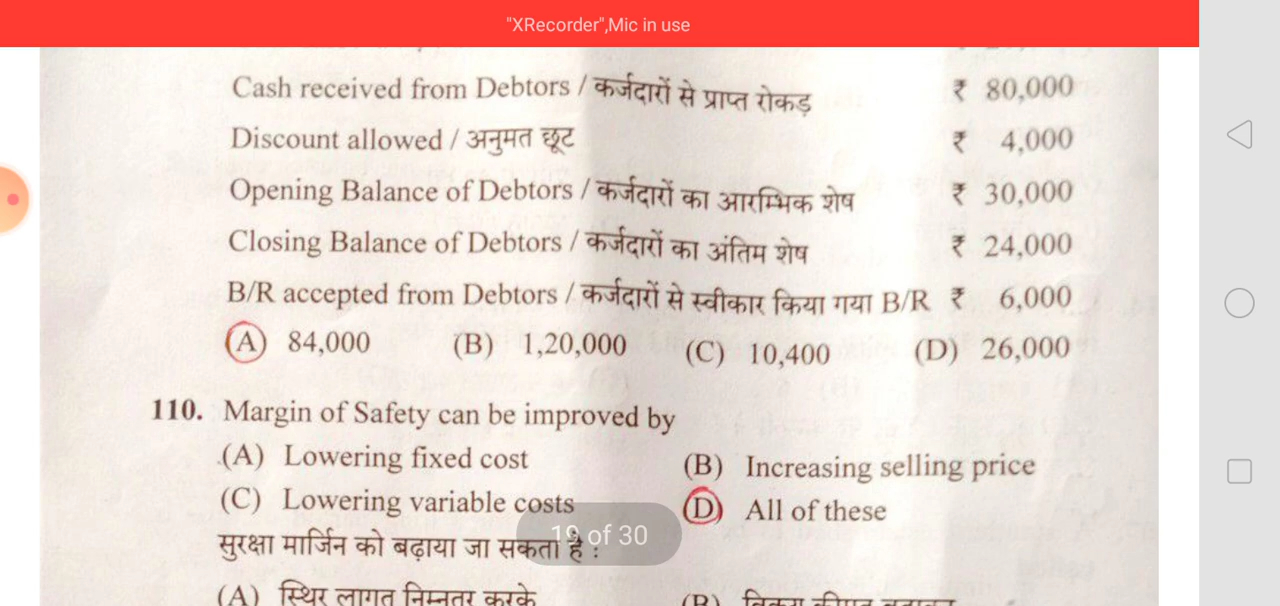 "XRecorder",Mic in use
Cash received from Debtors / कर्जदारों से प्राप्त रोकड़ ₹ 80,000
Discount allowed / अनुमत छूट ₹ 4,000
Opening Balance of Debtors / कर्जदारों का आरम्भिक शेष ₹ 30,000
Closing Balance of Debtors / कर्जदारों का अंतिम शेष ₹ 24,000
B/R accepted from Debtors / कर्जदारों से स्वीकार किया गया B/R ₹ 6,000
(A) 84,000 (B) 1,20,000 (C) 10,400 (D) 26,000
110. Margin of Safety can be improved by
(A) Lowering fixed cost (B) Increasing selling price
(C) Lowering variable costs (D) All of these
19 of 30
सुरक्षा मार्जिन को बढ़ाया जा सकता है :
(A) स्थिर लागत निम्नतर करके (B) विक्रय कीमत